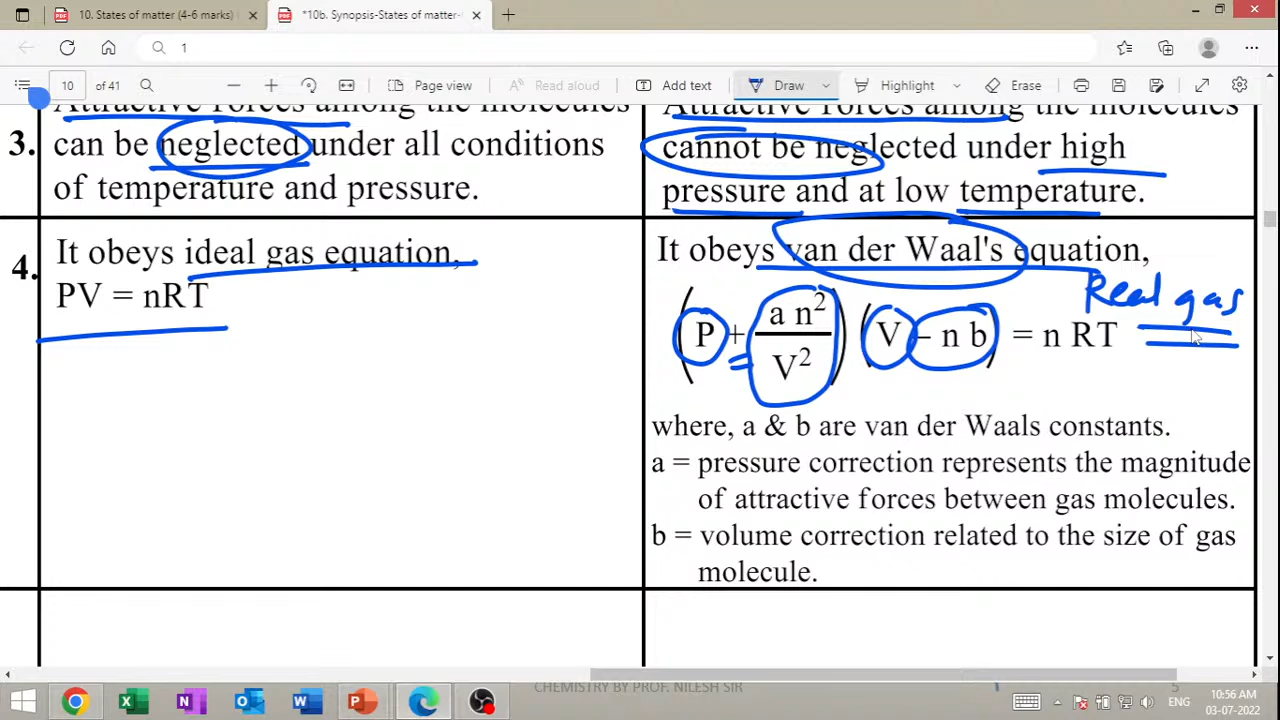 10. States of matter (4-6 marks)
*10b. Synopsis-States of matter-
1
10 of 41 Page view Read aloud Add text Draw Highlight Erase
Attractive forces among the molecules
3. can be neglected under all conditions
of temperature and pressure.
Attractive forces among the molecules
cannot be neglected under high
pressure and at low temperature.
4. It obeys ideal gas equation,
PV = nRT
It obeys van der Waal's equation,
Real gas
(P + a n²/V²) (V – n b) = n RT
where, a & b are van der Waals constants.
a = pressure correction represents the magnitude
of attractive forces between gas molecules.
b = volume correction related to the size of gas
molecule.
CHEMISTRY BY PROF. NILESH SIR
1
5
10:56 AM
03-07-2022